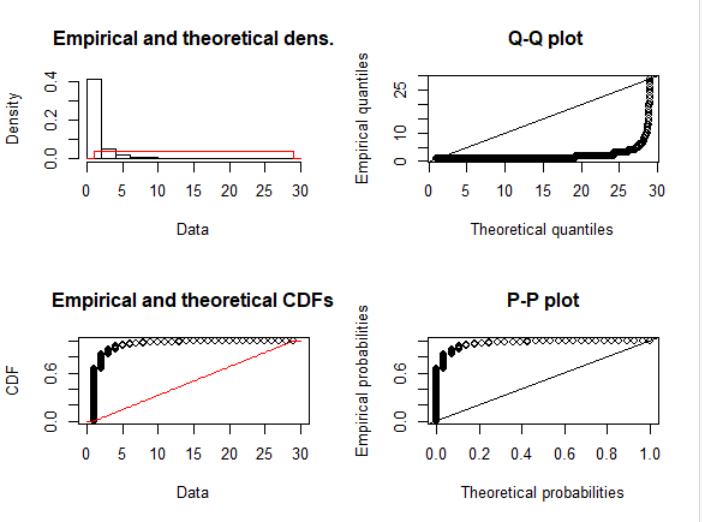 Empirical and theoretical dens.
Density
0.0 0.2 0.4
0 5 10 15 20 25 30
Data
Q-Q plot
Empirical quantiles
0 10 25
0 5 10 15 20 25 30
Theoretical quantiles
Empirical and theoretical CDFs
CDF
0.0 0.6
0 5 10 15 20 25 30
Data
P-P plot
Empirical probabilities
0.0 0.6
0.0 0.2 0.4 0.6 0.8 1.0
Theoretical probabilities